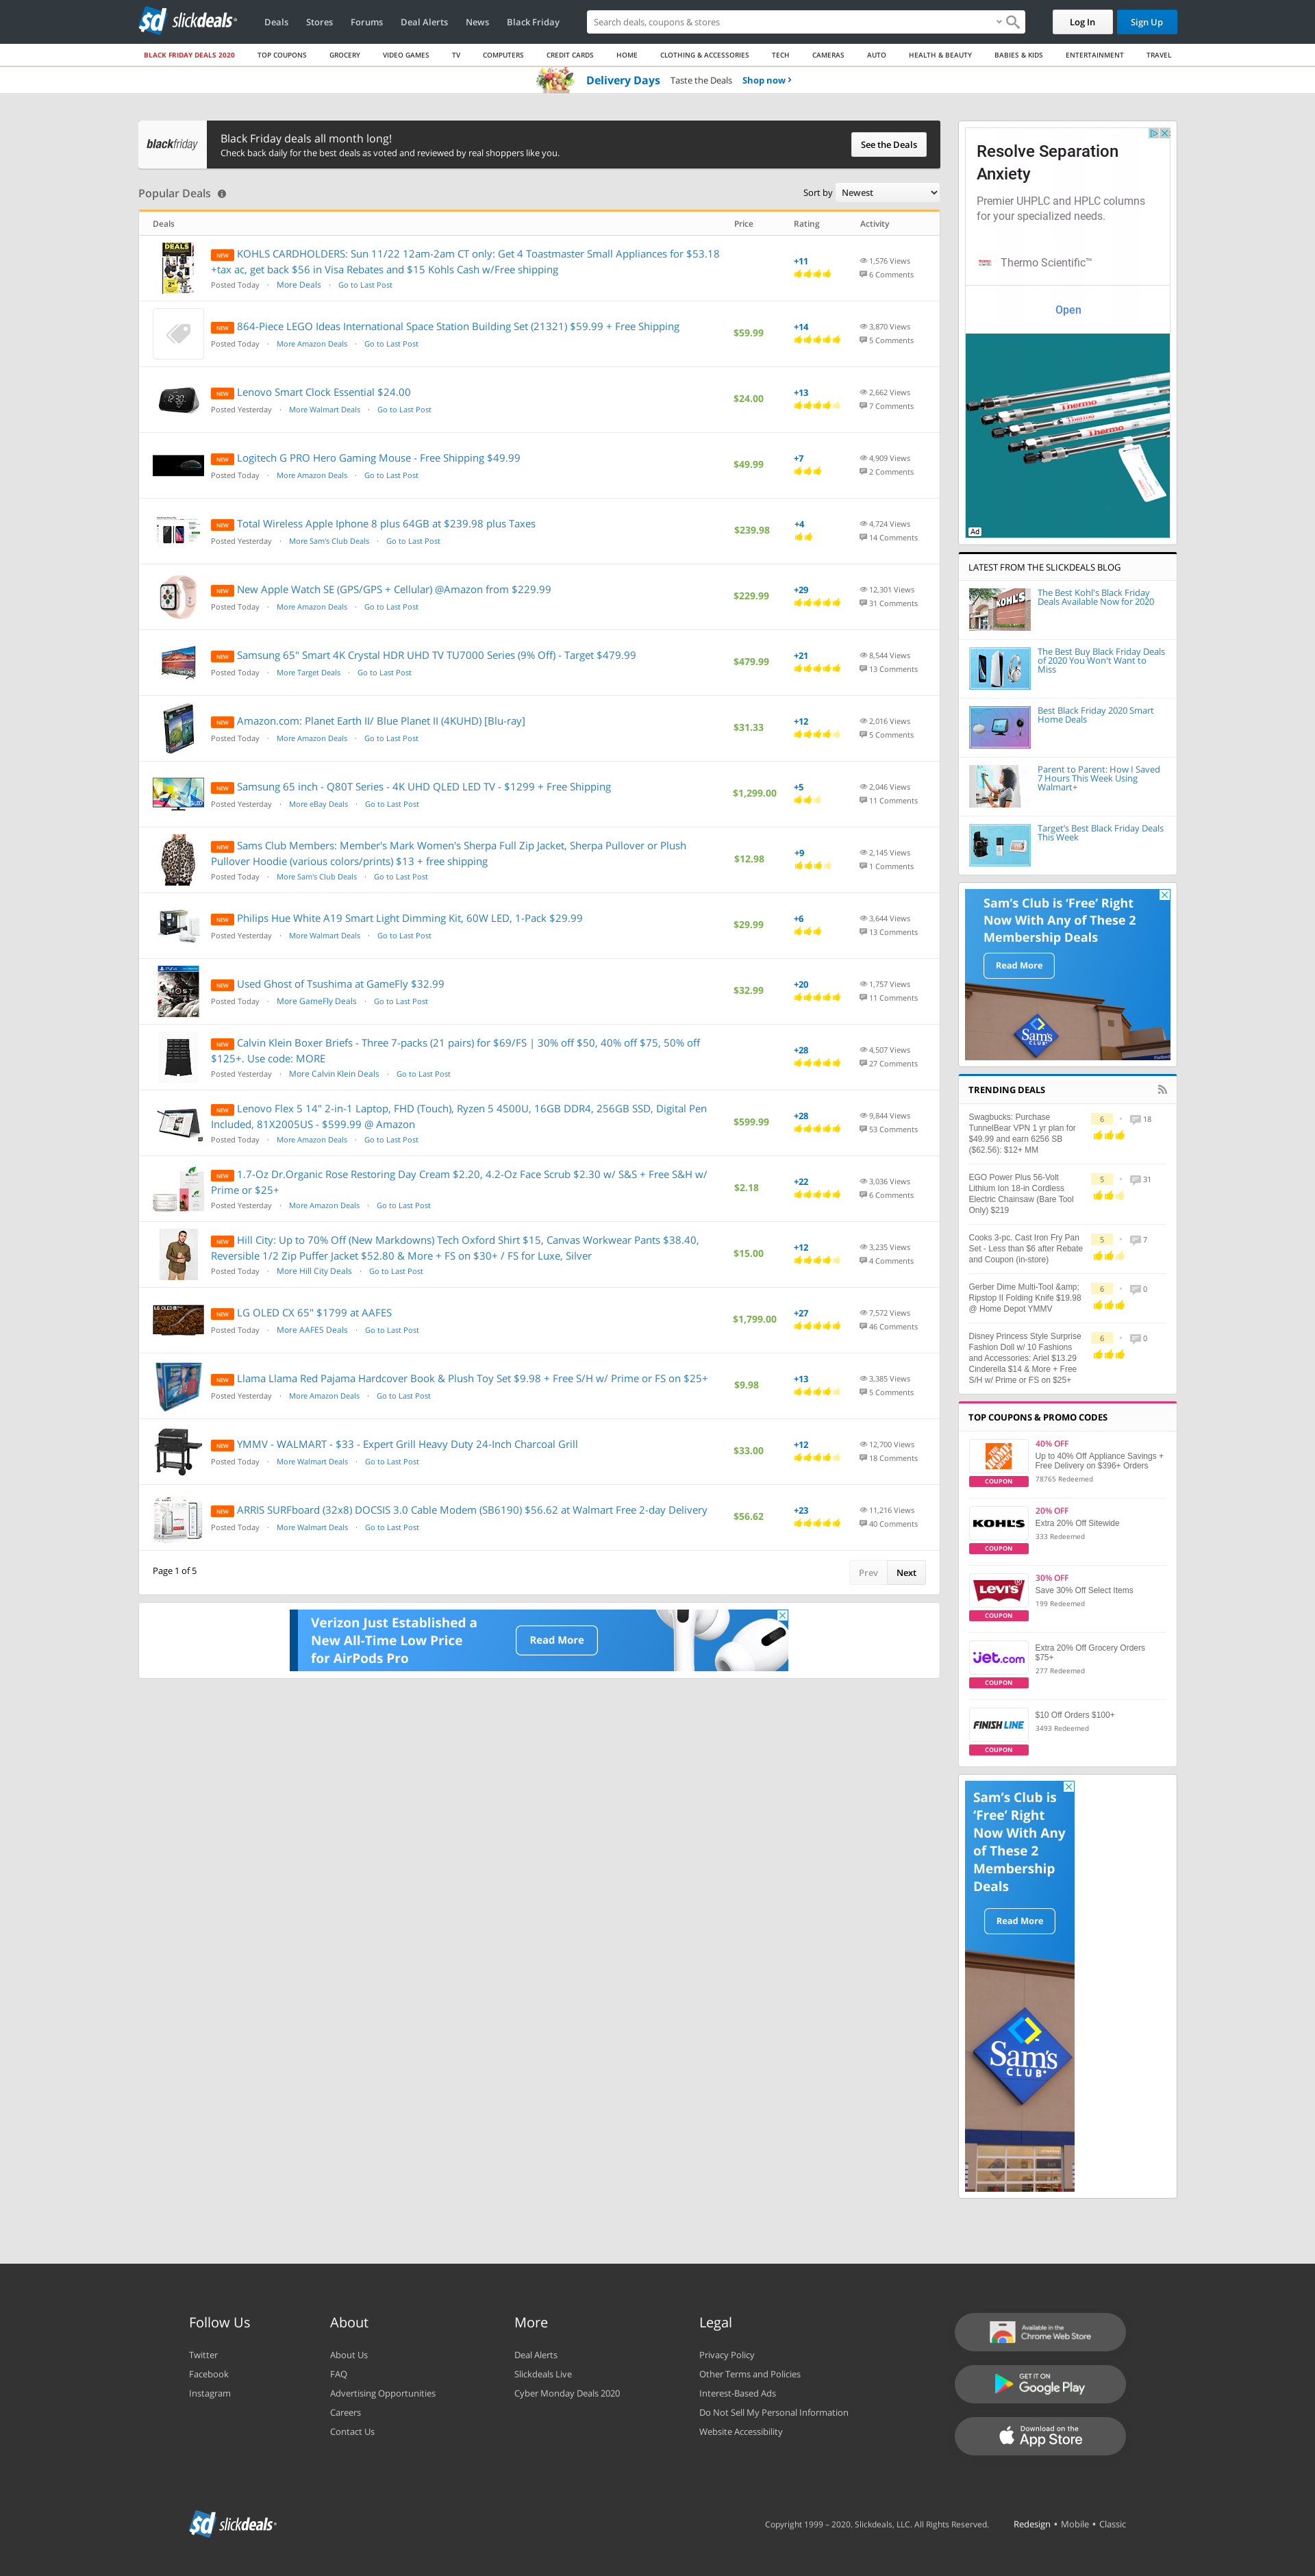 slickdeals
Deals Stores Forums Deal Alerts News Black Friday
Search deals, coupons & stores
Log In Sign Up
BLACK FRIDAY DEALS 2020 TOP COUPONS GROCERY VIDEO GAMES TV COMPUTERS CREDIT CARDS HOME CLOTHING & ACCESSORIES TECH CAMERAS AUTO HEALTH & BEAUTY BABIES & KIDS ENTERTAINMENT TRAVEL
Delivery Days Taste the Deals Shop now ›
blackfriday
Black Friday deals all month long!
Check back daily for the best deals as voted and reviewed by real shoppers like you.
See the Deals
Popular Deals
Sort by Newest
Deals Price Rating Activity
NEW KOHLS CARDHOLDERS: Sun 11/22 12am-2am CT only: Get 4 Toastmaster Small Appliances for $53.18
+tax ac, get back $56 in Visa Rebates and $15 Kohls Cash w/Free shipping
Posted Today · More Deals · Go to Last Post
+11
1,576 Views
6 Comments
NEW 864-Piece LEGO Ideas International Space Station Building Set (21321) $59.99 + Free Shipping
Posted Today · More Amazon Deals · Go to Last Post
$59.99
+14
3,870 Views
5 Comments
NEW Lenovo Smart Clock Essential $24.00
Posted Yesterday · More Walmart Deals · Go to Last Post
$24.00
+13
2,662 Views
7 Comments
NEW Logitech G PRO Hero Gaming Mouse - Free Shipping $49.99
Posted Today · More Amazon Deals · Go to Last Post
$49.99
+7
4,909 Views
2 Comments
NEW Total Wireless Apple Iphone 8 plus 64GB at $239.98 plus Taxes
Posted Yesterday · More Sam's Club Deals · Go to Last Post
$239.98
+4
4,724 Views
14 Comments
NEW New Apple Watch SE (GPS/GPS + Cellular) @Amazon from $229.99
Posted Today · More Amazon Deals · Go to Last Post
$229.99
+29
12,301 Views
31 Comments
NEW Samsung 65" Smart 4K Crystal HDR UHD TV TU7000 Series (9% Off) - Target $479.99
Posted Today · More Target Deals · Go to Last Post
$479.99
+21
8,544 Views
13 Comments
NEW Amazon.com: Planet Earth II/ Blue Planet II (4KUHD) [Blu-ray]
Posted Today · More Amazon Deals · Go to Last Post
$31.33
+12
2,016 Views
5 Comments
NEW Samsung 65 inch - Q80T Series - 4K UHD QLED LED TV - $1299 + Free Shipping
Posted Yesterday · More eBay Deals · Go to Last Post
$1,299.00
+5
2,046 Views
11 Comments
NEW Sams Club Members: Member's Mark Women's Sherpa Full Zip Jacket, Sherpa Pullover or Plush
Pullover Hoodie (various colors/prints) $13 + free shipping
Posted Today · More Sam's Club Deals · Go to Last Post
$12.98
+9
2,145 Views
1 Comments
NEW Philips Hue White A19 Smart Light Dimming Kit, 60W LED, 1-Pack $29.99
Posted Yesterday · More Walmart Deals · Go to Last Post
$29.99
+6
3,644 Views
13 Comments
NEW Used Ghost of Tsushima at GameFly $32.99
Posted Today · More GameFly Deals · Go to Last Post
$32.99
+20
1,757 Views
11 Comments
NEW Calvin Klein Boxer Briefs - Three 7-packs (21 pairs) for $69/FS | 30% off $50, 40% off $75, 50% off
$125+. Use code: MORE
Posted Yesterday · More Calvin Klein Deals · Go to Last Post
+28
4,507 Views
27 Comments
NEW Lenovo Flex 5 14" 2-in-1 Laptop, FHD (Touch), Ryzen 5 4500U, 16GB DDR4, 256GB SSD, Digital Pen
Included, 81X2005US - $599.99 @ Amazon
Posted Today · More Amazon Deals · Go to Last Post
$599.99
+28
9,844 Views
53 Comments
NEW 1.7-Oz Dr.Organic Rose Restoring Day Cream $2.20, 4.2-Oz Face Scrub $2.30 w/ S&S + Free S&H w/
Prime or $25+
Posted Yesterday · More Amazon Deals · Go to Last Post
$2.18
+22
3,036 Views
6 Comments
NEW Hill City: Up to 70% Off (New Markdowns) Tech Oxford Shirt $15, Canvas Workwear Pants $38.40,
Reversible 1/2 Zip Puffer Jacket $52.80 & More + FS on $30+ / FS for Luxe, Silver
Posted Today · More Hill City Deals · Go to Last Post
$15.00
+12
3,235 Views
4 Comments
NEW LG OLED CX 65" $1799 at AAFES
Posted Today · More AAFES Deals · Go to Last Post
$1,799.00
+27
7,572 Views
46 Comments
NEW Llama Llama Red Pajama Hardcover Book & Plush Toy Set $9.98 + Free S/H w/ Prime or FS on $25+
Posted Yesterday · More Amazon Deals · Go to Last Post
$9.98
+13
3,385 Views
5 Comments
NEW YMMV - WALMART - $33 - Expert Grill Heavy Duty 24-Inch Charcoal Grill
Posted Today · More Walmart Deals · Go to Last Post
$33.00
+12
12,700 Views
18 Comments
NEW ARRIS SURFboard (32x8) DOCSIS 3.0 Cable Modem (SB6190) $56.62 at Walmart Free 2-day Delivery
Posted Today · More Walmart Deals · Go to Last Post
$56.62
+23
11,216 Views
40 Comments
Page 1 of 5
Prev Next
Verizon Just Established a
New All-Time Low Price
for AirPods Pro
Read More
Resolve Separation
Anxiety
Premier UHPLC and HPLC columns
for your specialized needs.
Thermo Scientific™
Open
Ad
LATEST FROM THE SLICKDEALS BLOG
The Best Kohl's Black Friday
Deals Available Now for 2020
The Best Buy Black Friday Deals
of 2020 You Won't Want to
Miss
Best Black Friday 2020 Smart
Home Deals
Parent to Parent: How I Saved
7 Hours This Week Using
Walmart+
Target's Best Black Friday Deals
This Week
Sam's Club is 'Free' Right
Now With Any of These 2
Membership Deals
Read More
Sam's
CLUB
TRENDING DEALS
Swagbucks: Purchase
TunnelBear VPN 1 yr plan for
$49.99 and earn 6256 SB
($62.56): $12+ MM
6 • 18
EGO Power Plus 56-Volt
Lithium Ion 18-in Cordless
Electric Chainsaw (Bare Tool
Only) $219
5 • 31
Cooks 3-pc. Cast Iron Fry Pan
Set - Less than $6 after Rebate
and Coupon (in-store)
5 • 7
Gerber Dime Multi-Tool &amp;
Ripstop II Folding Knife $19.98
@ Home Depot YMMV
6 • 0
Disney Princess Style Surprise
Fashion Doll w/ 10 Fashions
and Accessories: Ariel $13.29
Cinderella $14 & More + Free
S/H w/ Prime or FS on $25+
6 • 0
TOP COUPONS & PROMO CODES
COUPON
40% OFF
Up to 40% Off Appliance Savings +
Free Delivery on $396+ Orders
78765 Redeemed
KOHL'S
COUPON
20% OFF
Extra 20% Off Sitewide
333 Redeemed
LEVI'S
COUPON
30% OFF
Save 30% Off Select Items
199 Redeemed
jet.com
COUPON
Extra 20% Off Grocery Orders
$75+
277 Redeemed
FINISH LINE
COUPON
$10 Off Orders $100+
3493 Redeemed
Sam's Club is
'Free' Right
Now With Any
of These 2
Membership
Deals
Read More
Sam's
CLUB
Follow Us
Twitter
Facebook
Instagram
About
About Us
FAQ
Advertising Opportunities
Careers
Contact Us
More
Deal Alerts
Slickdeals Live
Cyber Monday Deals 2020
Legal
Privacy Policy
Other Terms and Policies
Interest-Based Ads
Do Not Sell My Personal Information
Website Accessibility
Available in the
Chrome Web Store
GET IT ON
Google Play
Download on the
App Store
slickdeals
Copyright 1999 – 2020. Slickdeals, LLC. All Rights Reserved.
Redesign • Mobile • Classic